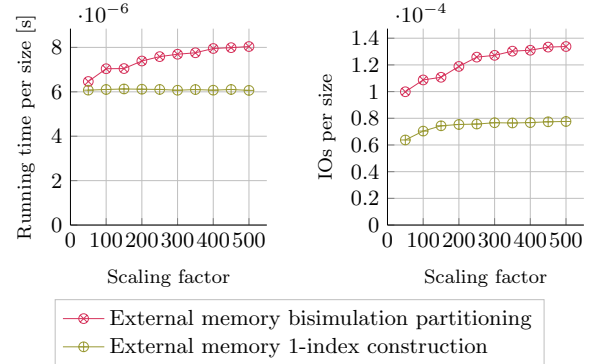 ·10⁻⁶
8
6
4
2
0
0 100 200 300 400 500
Running time per size [s]
Scaling factor
·10⁻⁴
1.4
1.2
1
0.8
0.6
0.4
0.2
0
0 100 200 300 400 500
IOs per size
Scaling factor
External memory bisimulation partitioning
External memory 1-index construction